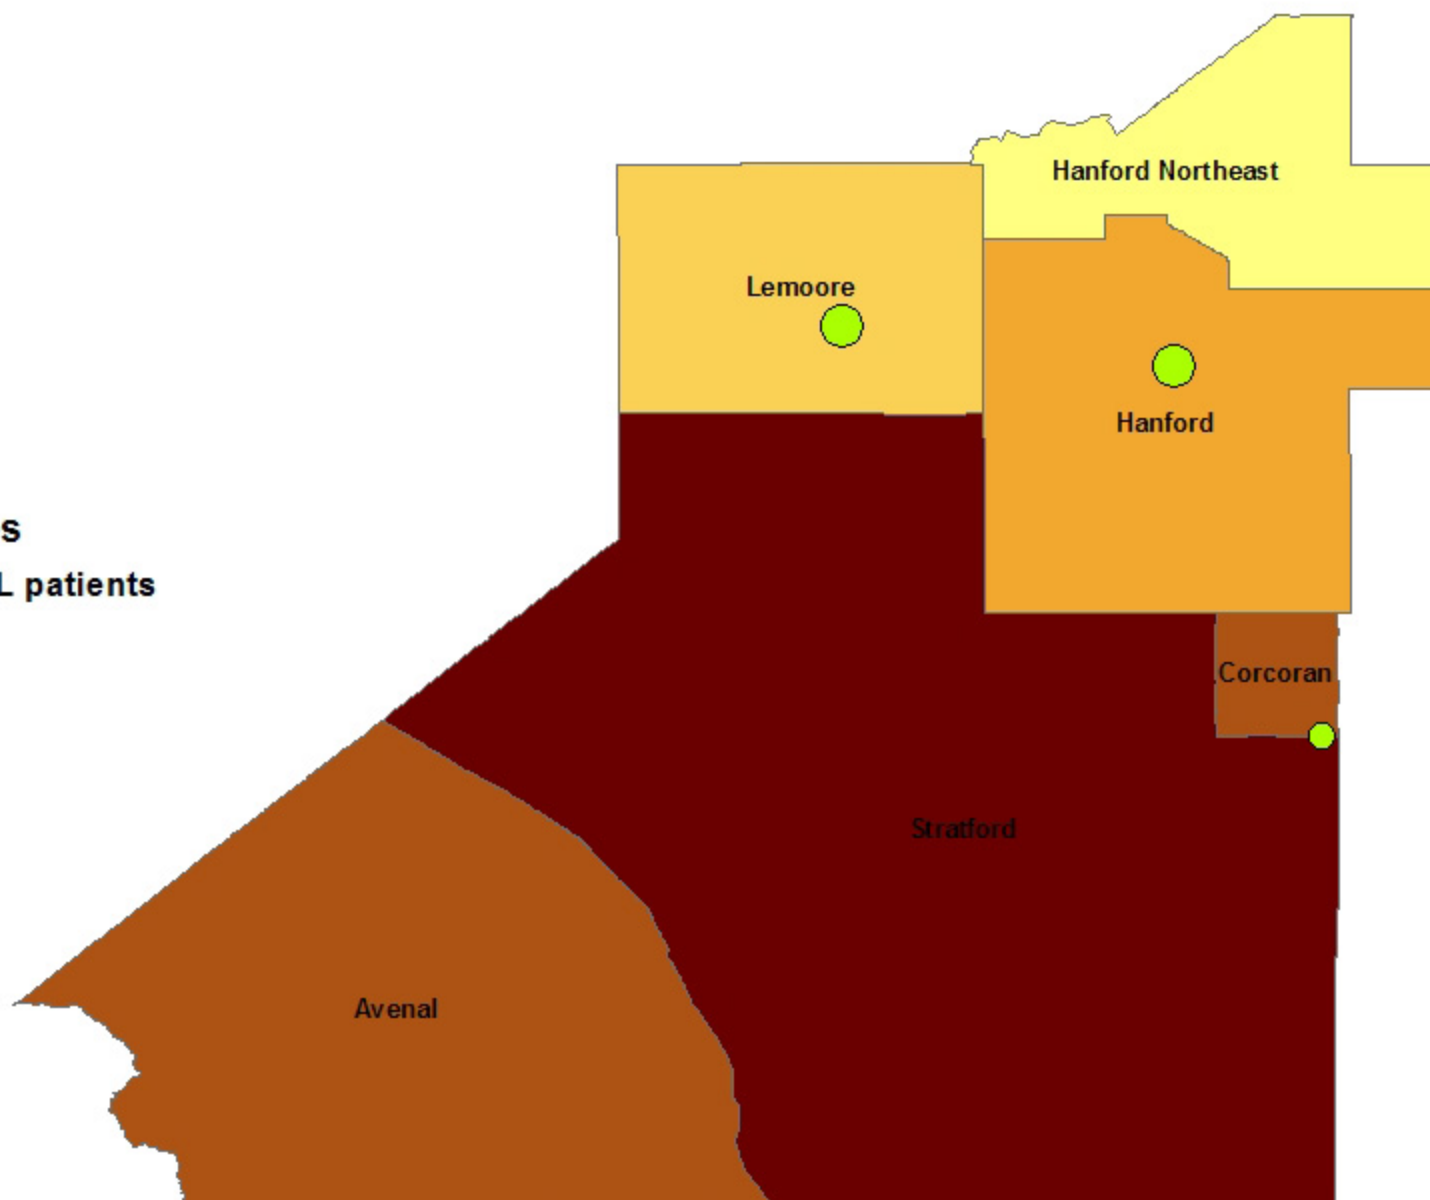 Hanford Northeast
Lemoore
Hanford
s
L patients
Corcoran
Stratford
Avenal